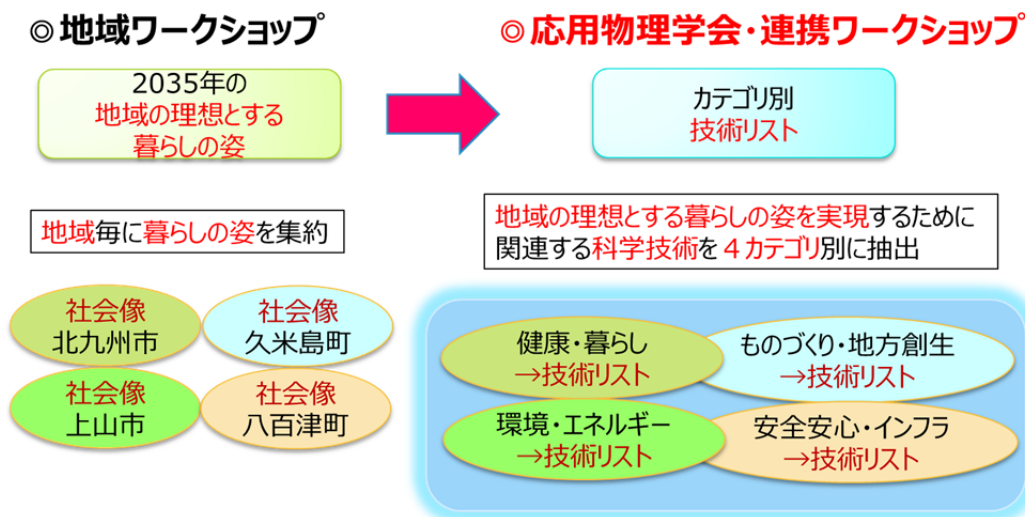 ◎地域ワークショップ
2035年の
地域の理想とする
暮らしの姿
地域毎に暮らしの姿を集約
社会像
北九州市
社会像
久米島町
社会像
上山市
社会像
八百津町
◎応用物理学会・連携ワークショップ
カテゴリ別
技術リスト
地域の理想とする暮らしの姿を実現するために
関連する科学技術を4カテゴリ別に抽出
健康・暮らし
→技術リスト
ものづくり・地方創生
→技術リスト
環境・エネルギー
→技術リスト
安全安心・インフラ
→技術リスト